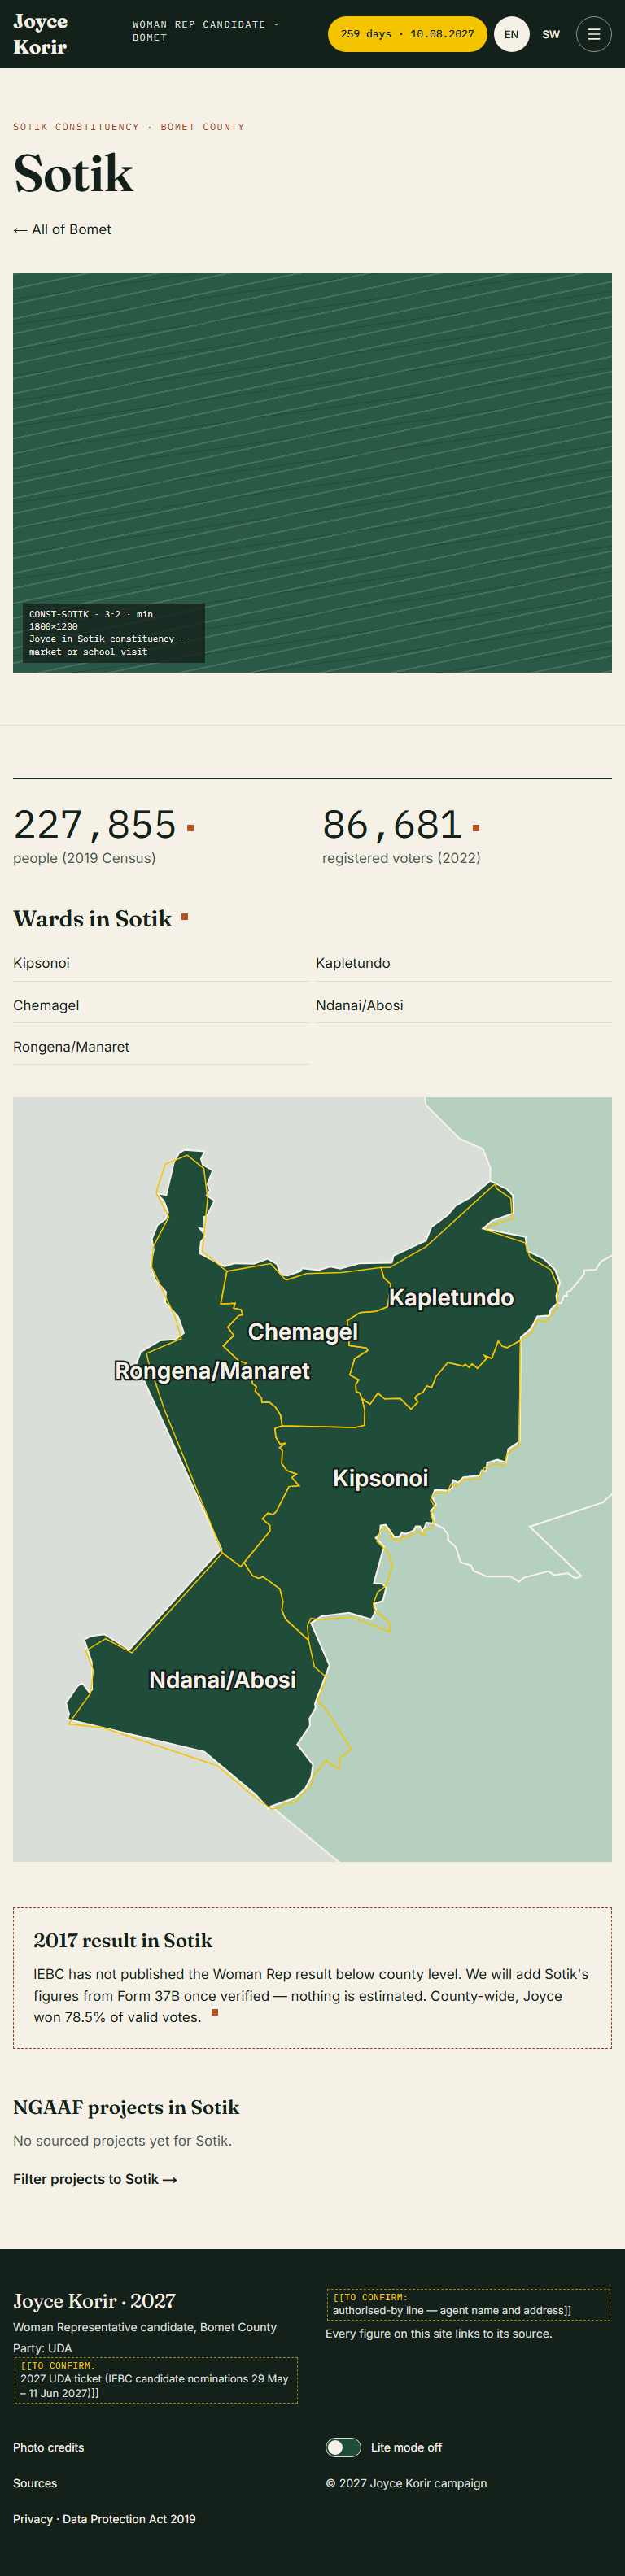 Joyce
Korir
WOMAN REP CANDIDATE ·
BOMET
259 days · 10.08.2027
EN
SW
SOTIK CONSTITUENCY · BOMET COUNTY
Sotik
← All of Bomet
CONST-SOTIK · 3:2 · min
1800×1200
Joyce in Sotik constituency —
market or school visit
227,855
people (2019 Census)
86,681
registered voters (2022)
Wards in Sotik
Kipsonoi
Kapletundo
Chemagel
Ndanai/Abosi
Rongena/Manaret
Kapletundo
Chemagel
Rongena/Manaret
Kipsonoi
Ndanai/Abosi
2017 result in Sotik
IEBC has not published the Woman Rep result below county level. We will add Sotik's
figures from Form 37B once verified — nothing is estimated. County-wide, Joyce
won 78.5% of valid votes.
NGAAF projects in Sotik
No sourced projects yet for Sotik.
Filter projects to Sotik →
Joyce Korir · 2027
Woman Representative candidate, Bomet County
Party: UDA
[[TO CONFIRM:
2027 UDA ticket (IEBC candidate nominations 29 May
– 11 Jun 2027)]]
[[TO CONFIRM:
authorised-by line — agent name and address]]
Every figure on this site links to its source.
Photo credits
Sources
Privacy · Data Protection Act 2019
Lite mode off
© 2027 Joyce Korir campaign